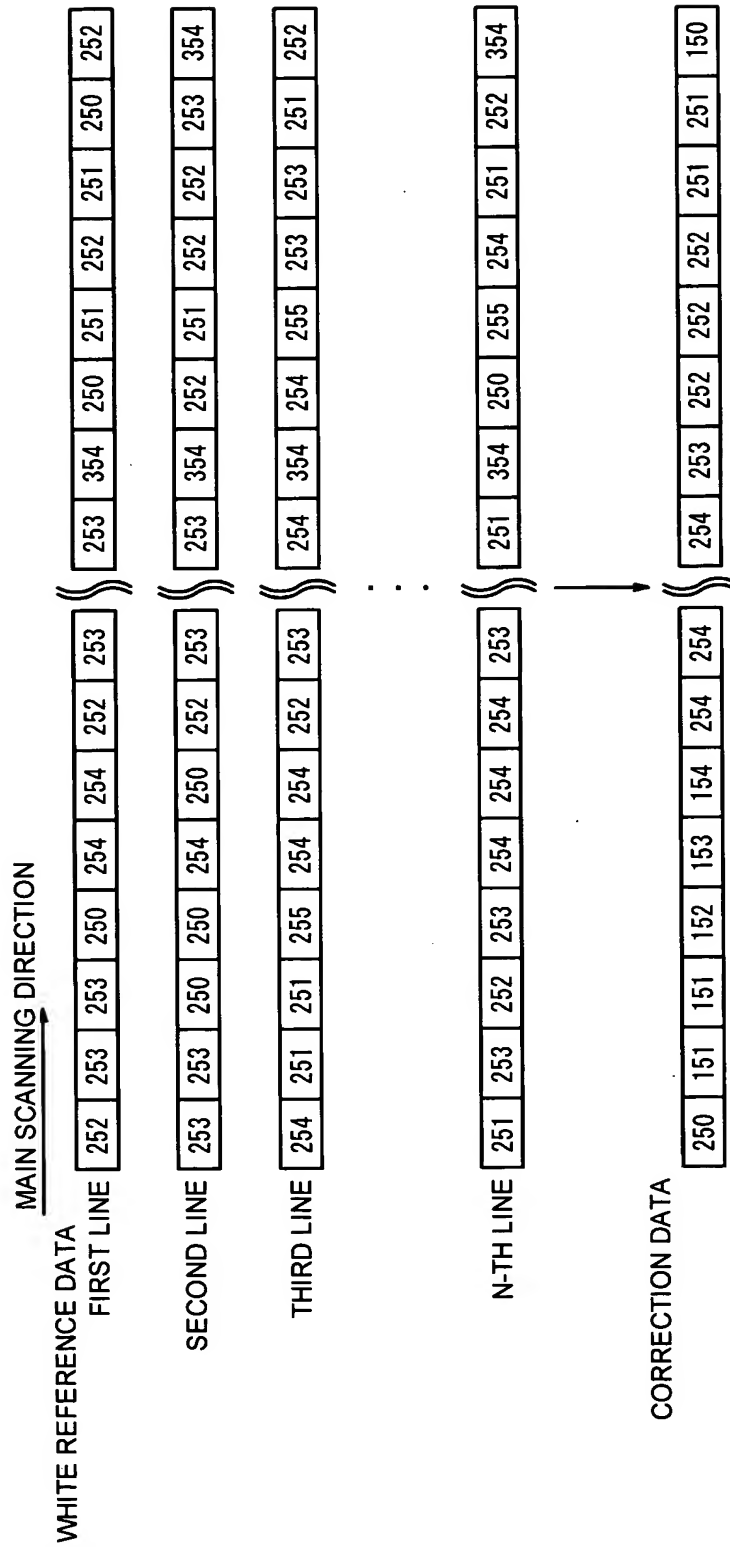 MAIN SCANNING DIRECTION
WHITE REFERENCE DATA
FIRST LINE 252 253 253 250 254 254 252 253 253 354 250 251 252 251 250 252
SECOND LINE 253 253 250 250 254 250 252 253 253 354 252 251 252 252 253 354
THIRD LINE 254 251 251 255 254 254 252 253 254 354 254 255 253 253 251 252
. . .
N-TH LINE 251 253 252 253 254 254 254 253 251 354 250 255 254 251 252 354
CORRECTION DATA
250 151 151 152 153 154 254 254 254 253 252 252 252 251 251 150